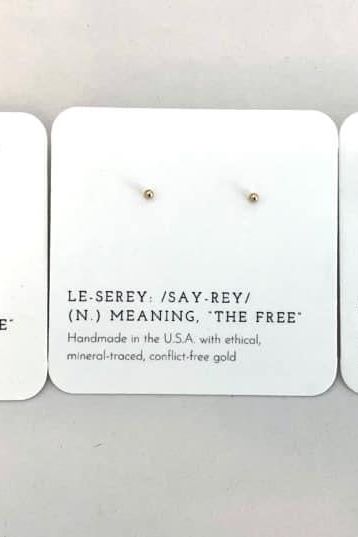 LE-SEREY: /SAY-REY/
(N.) MEANING, "THE FREE"
Handmade in the U.S.A. with ethical,
mineral-traced, conflict-free gold
E"